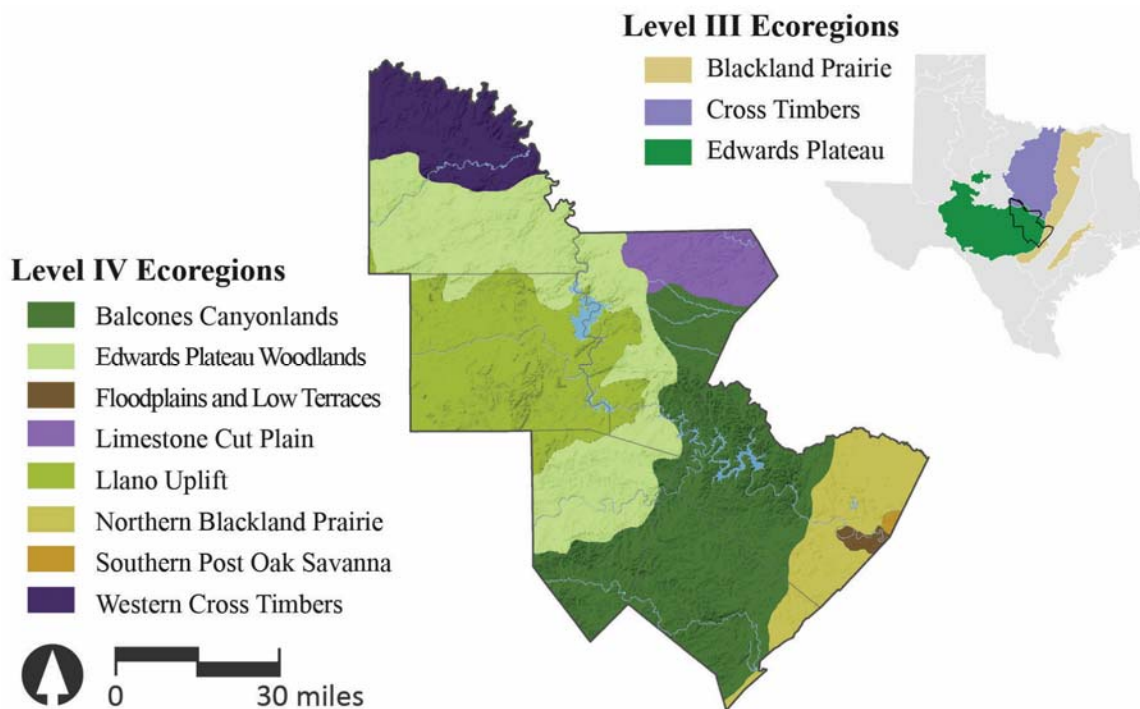 Level III Ecoregions
Blackland Prairie
Cross Timbers
Edwards Plateau
Level IV Ecoregions
Balcones Canyonlands
Edwards Plateau Woodlands
Floodplains and Low Terraces
Limestone Cut Plain
Llano Uplift
Northern Blackland Prairie
Southern Post Oak Savanna
Western Cross Timbers
0 30 miles